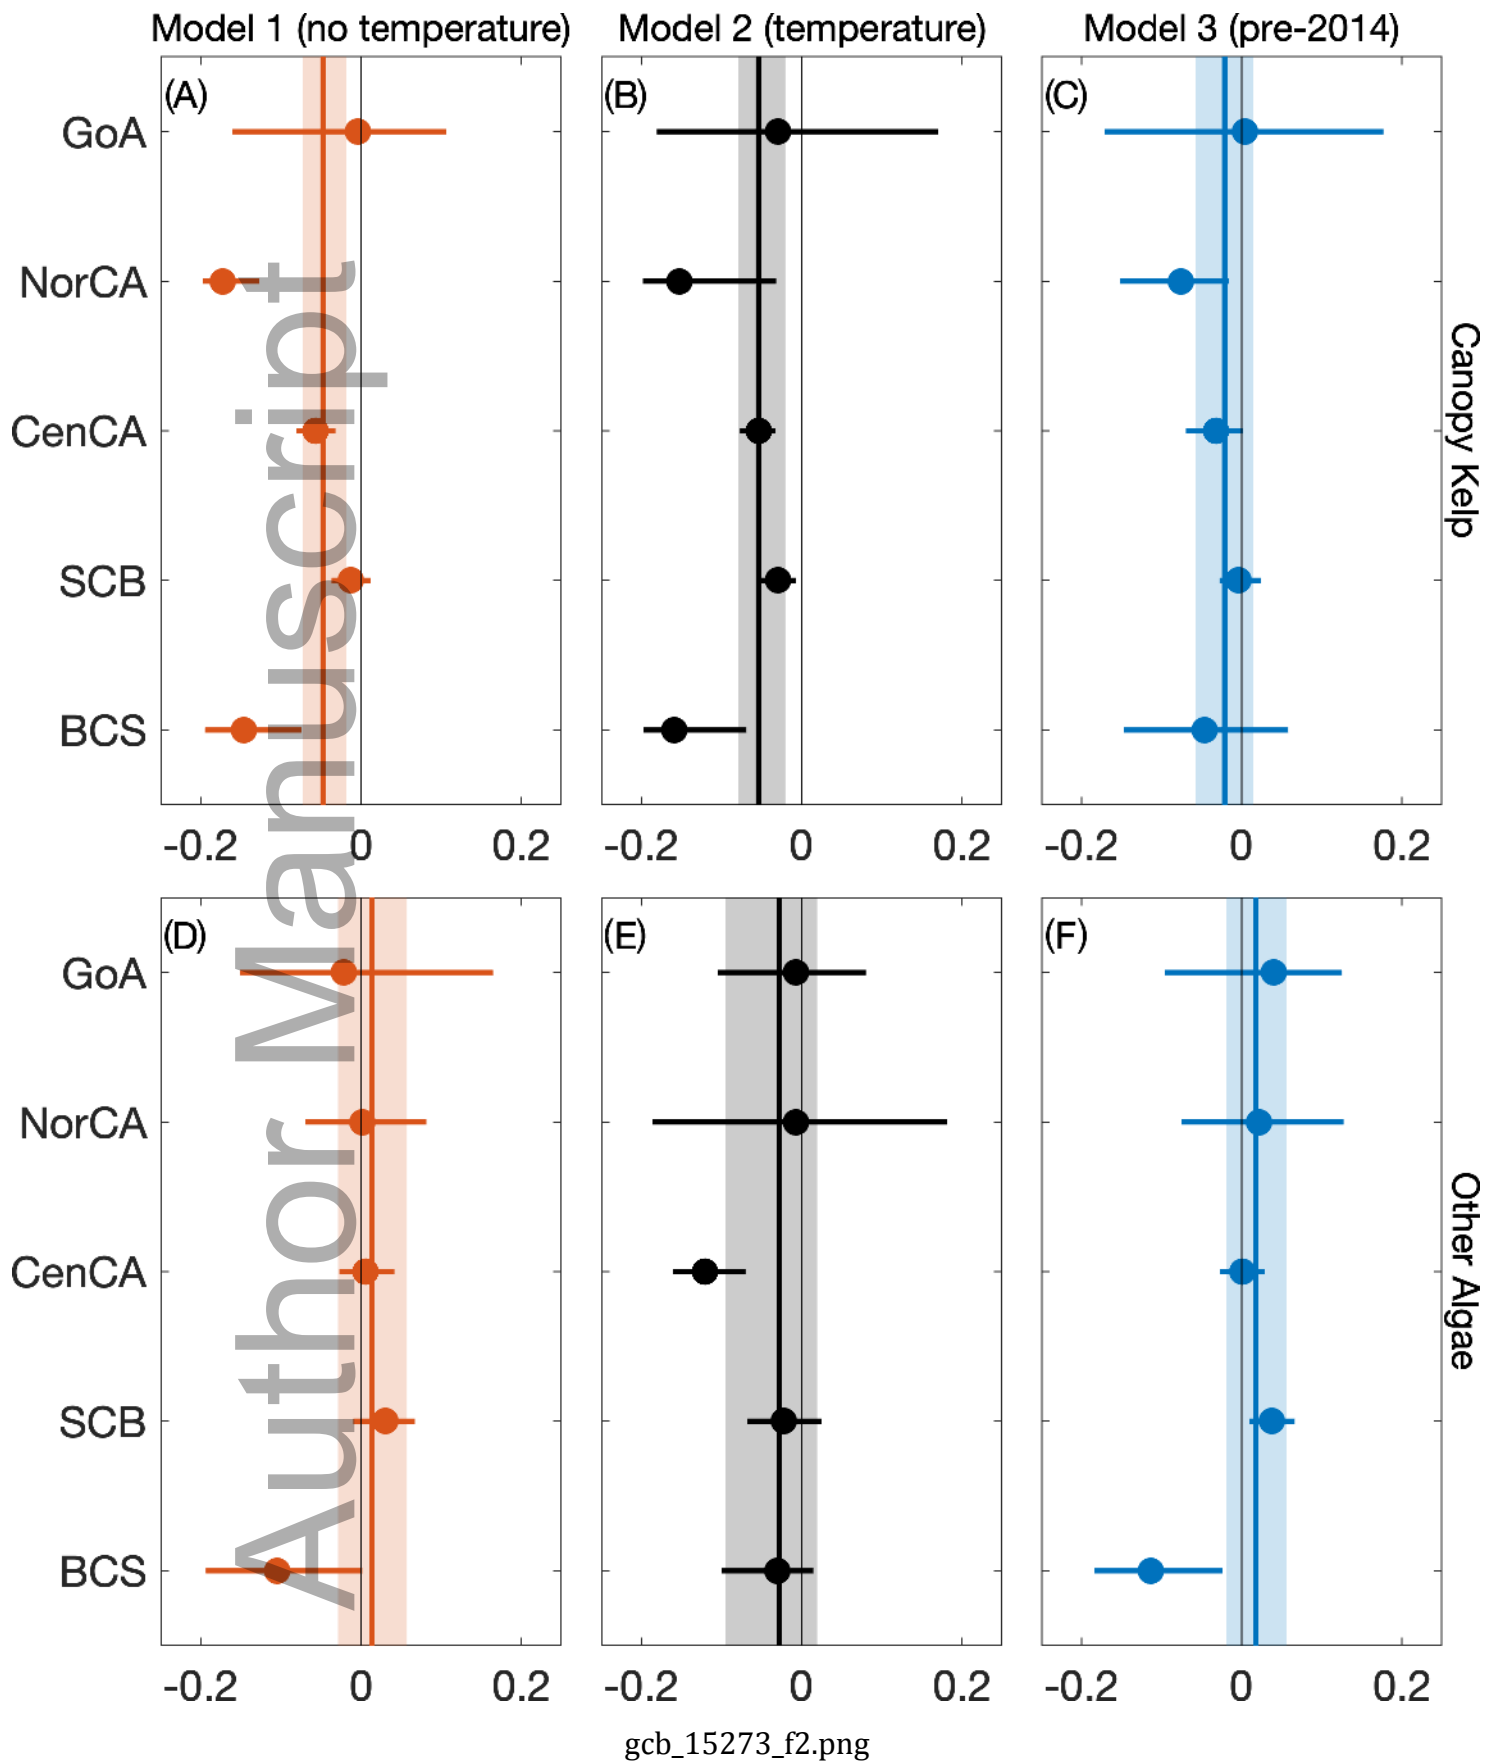 Model 1 (no temperature) Model 2 (temperature) Model 3 (pre-2014)
(A) (B) (C)
GoA
NorCA
CenCA
SCB
BCS
Canopy Kelp
-0.2 0 0.2 -0.2 0 0.2 -0.2 0 0.2
(D) (E) (F)
GoA
NorCA
CenCA
SCB
BCS
Other Algae
-0.2 0 0.2 -0.2 0 0.2 -0.2 0 0.2
Author Manuscript
gcb_15273_f2.png